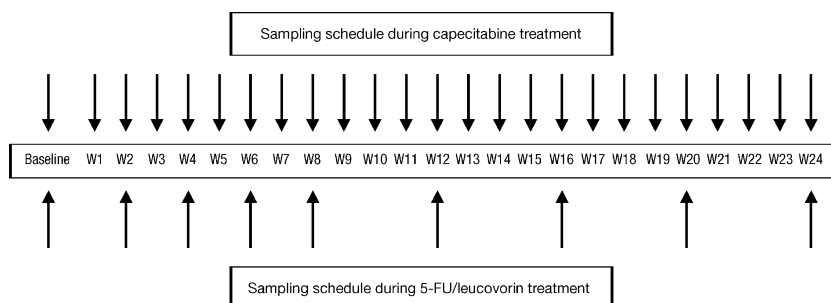 Sampling schedule during capecitabine treatment
Baseline W1 W2 W3 W4 W5 W6 W7 W8 W9 W10 W11 W12 W13 W14 W15 W16 W17 W18 W19 W20 W21 W22 W23 W24
Sampling schedule during 5-FU/leucovorin treatment